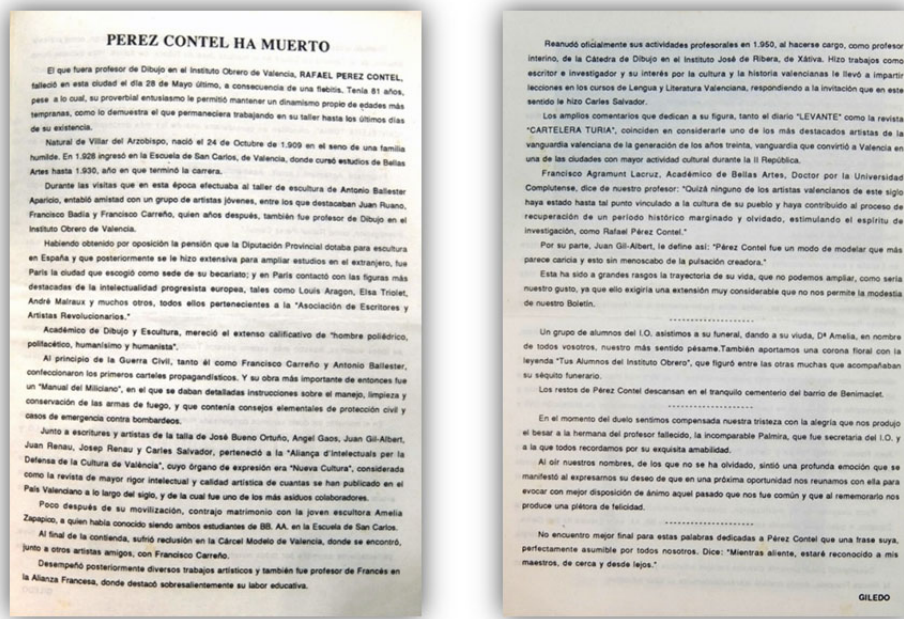 PEREZ CONTEL HA MUERTO
El que fuera profesor de Dibujo en el Instituto Obrero de Valencia, RAFAEL PEREZ CONTEL,
falleció en esta ciudad el día 28 de Mayo último, a consecuencia de una flebitis. Tenía 81 años,
pese a lo cual, su proverbial entusiasmo le permitió mantener un dinamismo propio de edades más
tempranas, como lo demuestra el que permaneciera trabajando en su taller hasta los últimos días
de su existencia.
Natural de Villar del Arzobispo, nació el 24 de Octubre de 1.909 en el seno de una familia
humilde. En 1.926 ingresó en la Escuela de San Carlos, de Valencia, donde cursó estudios de Bellas
Artes hasta 1.930, año en que terminó la carrera.
Durante las visitas que en esta época efectuaba al taller de escultura de Antonio Ballester
Aparicio, entabló amistad con un grupo de artistas jóvenes, entre los que destacaban Juan Ruano,
Francisco Badía y Francisco Carreño, quien años después, también fue profesor de Dibujo en el
Instituto Obrero de Valencia.
Habiendo obtenido por oposición la pensión que la Diputación Provincial dotaba para escultura
en España y que posteriormente se le hizo extensiva para ampliar estudios en el extranjero, fue
París la ciudad que escogió como sede de su becariato; y en París contactó con las figuras más
destacadas de la intelectualidad progresista europea, tales como Louis Aragon, Elsa Triolet,
André Malraux y muchos otros, todos ellos pertenecientes a la "Asociación de Escritores y
Artistas Revolucionarios."
Académico de Dibujo y Escultura, mereció el extenso calificativo de "hombre poliédrico,
polifacético, humanísimo y humanista".
Al principio de la Guerra Civil, tanto él como Francisco Carreño y Antonio Ballester,
confeccionaron los primeros carteles propagandísticos. Y su obra más importante de entonces fue
un "Manual del Miliciano", en el que se daban detalladas instrucciones sobre el manejo, limpieza y
conservación de las armas de fuego, y que contenía consejos elementales de protección civil y
casos de emergencia contra bombardeos.
Junto a escritures y artistas de la talla de José Bueno Ortuño, Angel Gaos, Juan Gil-Albert,
Juan Renau, Josep Renau y Carles Salvador, perteneció a la "Aliança d'Intelectuals per la
Defensa de la Cultura de València", cuyo órgano de expresión era "Nueva Cultura", considerada
como la revista de mayor rigor intelectual y calidad artística de cuantas se han publicado en el
País Valenciano a lo largo del siglo, y de la cual fue uno de los más asiduos colaboradores.
Poco después de su movilización, contrajo matrimonio con la joven escultora Amelia
Zapapico, a quien había conocido siendo ambos estudiantes de BB. AA. en la Escuela de San Carlos.
Al final de la contienda, sufrió reclusión en la Cárcel Modelo de Valencia, donde se encontró,
junto a otros artistas amigos, con Francisco Carreño.
Desempeñó posteriormente diversos trabajos artísticos y también fue profesor de Francés en
la Alianza Francesa, donde destacó sobresalientemente su labor educativa.
Reanudó oficialmente sus actividades profesorales en 1.950, al hacerse cargo, como profesor
interino, de la Cátedra de Dibujo en el Instituto José de Ribera, de Xátiva. Hizo trabajos como
escritor e investigador y su interés por la cultura y la historia valencianas le llevó a impartir
lecciones en los cursos de Lengua y Literatura Valenciana, respondiendo a la invitación que en este
sentido le hizo Carles Salvador.
Los amplios comentarios que dedican a su figura, tanto el diario "LEVANTE" como la revista
"CARTELERA TURIA", coinciden en considerarle uno de los más destacados artistas de la
vanguardia valenciana de la generación de los años treinta, vanguardia que convirtió a Valencia en
una de las ciudades con mayor actividad cultural durante la II República.
Francisco Agramunt Lacruz, Académico de Bellas Artes, Doctor por la Universidad
Complutense, dice de nuestro profesor: "Quizá ninguno de los artistas valencianos de este siglo
haya estado hasta tal punto vinculado a la cultura de su pueblo y haya contribuido al proceso de
recuperación de un período histórico marginado y olvidado, estimulando el espíritu de
investigación, como Rafael Pérez Contel."
Por su parte, Juan Gil-Albert, le define así: "Pérez Contel fue un modo de modelar que más
parece caricia y esto sin menoscabo de la pulsación creadora."
Esta ha sido a grandes rasgos la trayectoria de su vida, que no podemos ampliar, como sería
nuestro gusto, ya que ello exigiría una extensión muy considerable que no nos permite la modestia
de nuestro Boletín.
- - - - - - - - - - - - - - -
Un grupo de alumnos del I.O. asistimos a su funeral, dando a su viuda, Dª Amelia, en nombre
de todos vosotros, nuestro más sentido pésame.También aportamos una corona floral con la
leyenda "Tus Alumnos del Instituto Obrero", que figuró entre las otras muchas que acompañaban
su séquito funerario.
Los restos de Pérez Contel descansan en el tranquilo cementerio del barrio de Benimaclet.
- - - - - - - - - - - - - - -
En el momento del duelo sentimos compensada nuestra tristeza con la alegría que nos produjo
el besar a la hermana del profesor fallecido, la incomparable Palmira, que fue secretaria del I.O. y
a la que todos recordamos por su exquisita amabilidad.
Al oir nuestros nombres, de los que no se ha olvidado, sintió una profunda emoción que se
manifestó al expresarnos su deseo de que en una próxima oportunidad nos reunamos con ella para
evocar con mejor disposición de ánimo aquel pasado que nos fue común y que al rememorarlo nos
produce una plétora de felicidad.
- - - - - - - - - - - - - - -
No encuentro mejor final para estas palabras dedicadas a Pérez Contel que una frase suya,
perfectamente asumible por todos nosotros. Dice: "Mientras aliente, estaré reconocido a mis
maestros, de cerca y desde lejos."
GILEDO